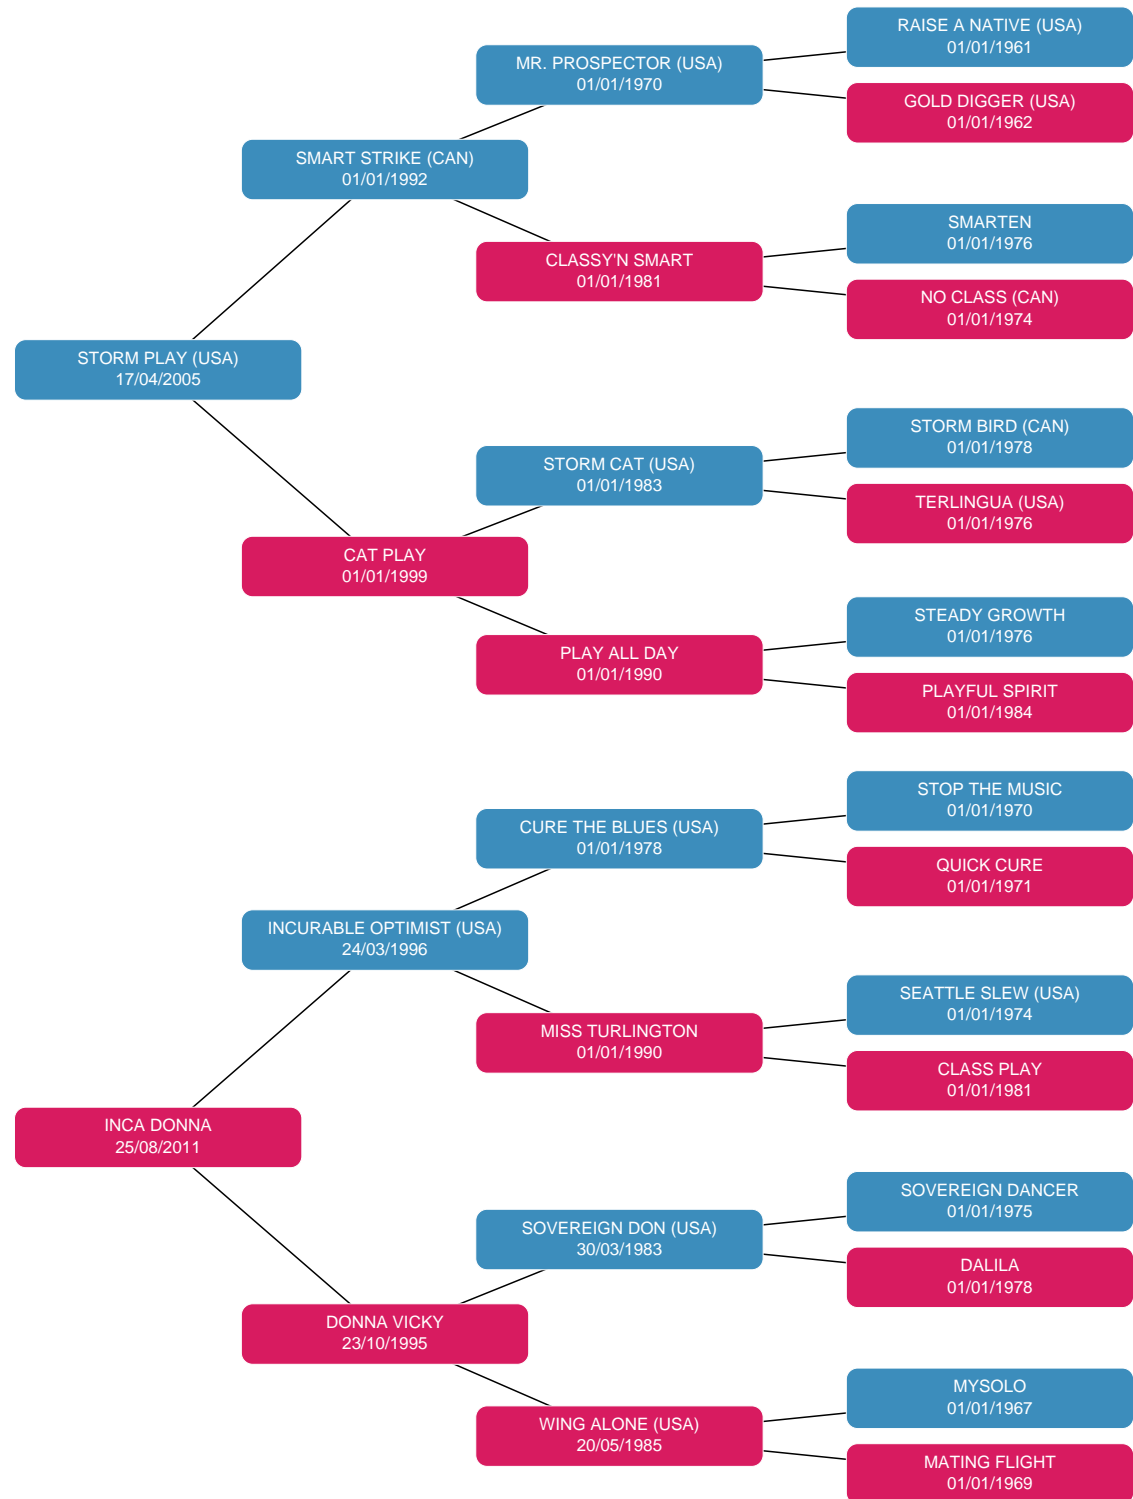 RAISE A NATIVE (USA)
01/01/1961
MR. PROSPECTOR (USA)
01/01/1970
GOLD DIGGER (USA)
01/01/1962
SMART STRIKE (CAN)
01/01/1992
SMARTEN
01/01/1976
CLASSY'N SMART
01/01/1981
NO CLASS (CAN)
01/01/1974
STORM PLAY (USA)
17/04/2005
STORM BIRD (CAN)
01/01/1978
STORM CAT (USA)
01/01/1983
TERLINGUA (USA)
01/01/1976
CAT PLAY
01/01/1999
STEADY GROWTH
01/01/1976
PLAY ALL DAY
01/01/1990
PLAYFUL SPIRIT
01/01/1984
STOP THE MUSIC
01/01/1970
CURE THE BLUES (USA)
01/01/1978
QUICK CURE
01/01/1971
INCURABLE OPTIMIST (USA)
24/03/1996
SEATTLE SLEW (USA)
01/01/1974
MISS TURLINGTON
01/01/1990
CLASS PLAY
01/01/1981
INCA DONNA
25/08/2011
SOVEREIGN DANCER
01/01/1975
SOVEREIGN DON (USA)
30/03/1983
DALILA
01/01/1978
DONNA VICKY
23/10/1995
MYSOLO
01/01/1967
WING ALONE (USA)
20/05/1985
MATING FLIGHT
01/01/1969